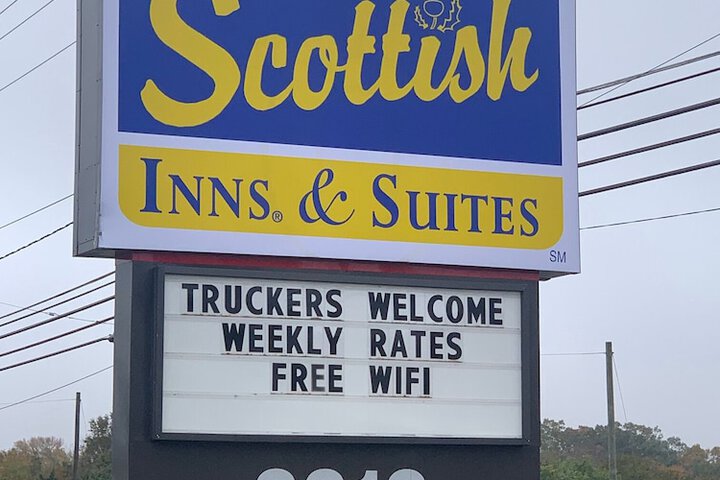 Scottish
INNS® & SUITES
SM
TRUCKERS WELCOME
WEEKLY RATES
FREE WIFI